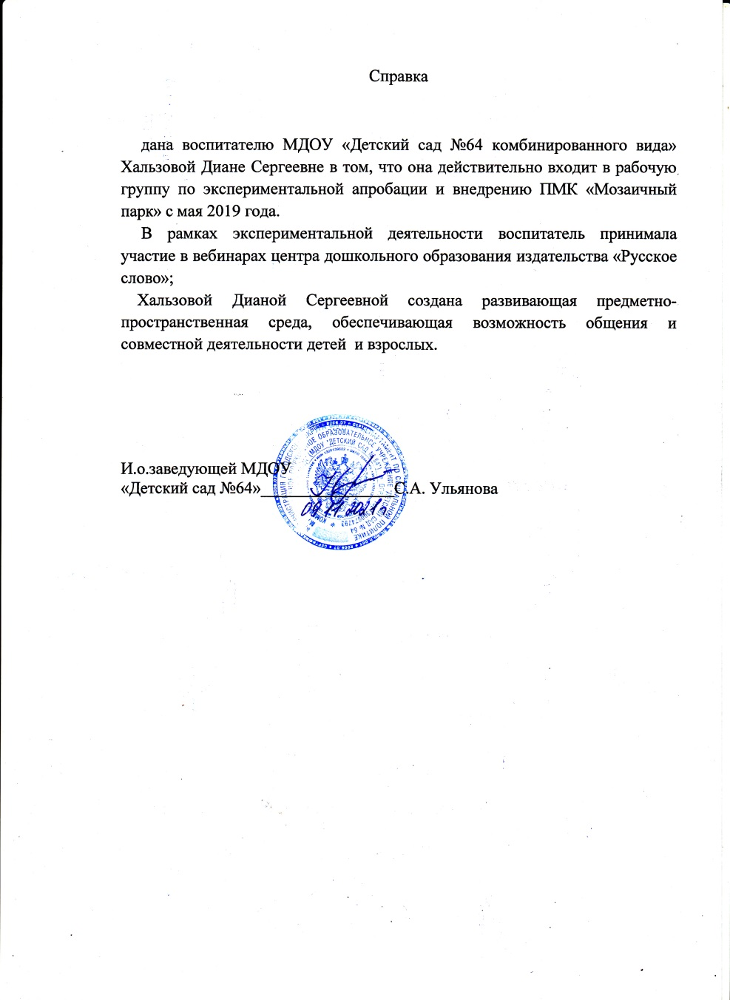 Справка
дана воспитателю МДОУ «Детский сад №64 комбинированного вида»
Хальзовой Диане Сергеевне в том, что она действительно входит в рабочую
группу по экспериментальной апробации и внедрению ПМК «Мозаичный
парк» с мая 2019 года.
В рамках экспериментальной деятельности воспитатель принимала
участие в вебинарах центра дошкольного образования издательства «Русское
слово»;
Хальзовой Дианой Сергеевной создана развивающая предметно-
пространственная среда, обеспечивающая возможность общения и
совместной деятельности детей и взрослых.
И.о.заведующей МДОУ
«Детский сад №64»________________С.А. Ульянова
09.11.2021г